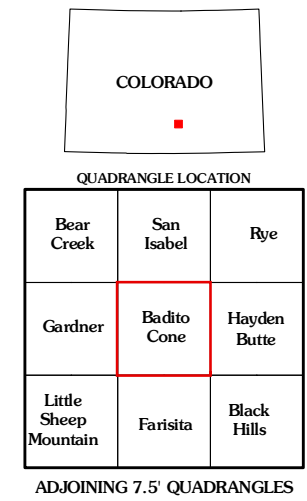 COLORADO
QUADRANGLE LOCATION
Bear
Creek
San
Isabel
Rye
Gardner
Badito
Cone
Hayden
Butte
Little
Sheep
Mountain
Farisita
Black
Hills
ADJOINING 7.5' QUADRANGLES